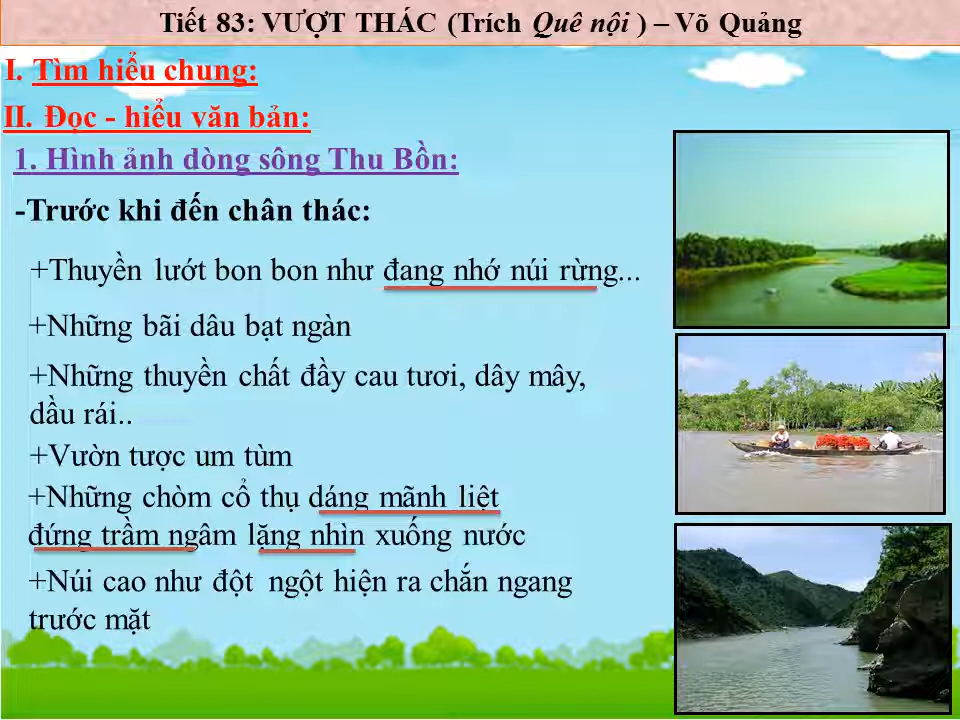 Tiết 83: VƯỢT THÁC (Trích Quê nội ) – Võ Quảng
I. Tìm hiểu chung:
II. Đọc - hiểu văn bản:
1. Hình ảnh dòng sông Thu Bồn:
-Trước khi đến chân thác:
+Thuyền lướt bon bon như đang nhớ núi rừng...
+Những bãi dâu bạt ngàn
+Những thuyền chất đầy cau tươi, dây mây,
dầu rái..
+Vườn tược um tùm
+Những chòm cổ thụ dáng mãnh liệt
đứng trầm ngâm lặng nhìn xuống nước
+Núi cao như đột ngột hiện ra chắn ngang
trước mặt